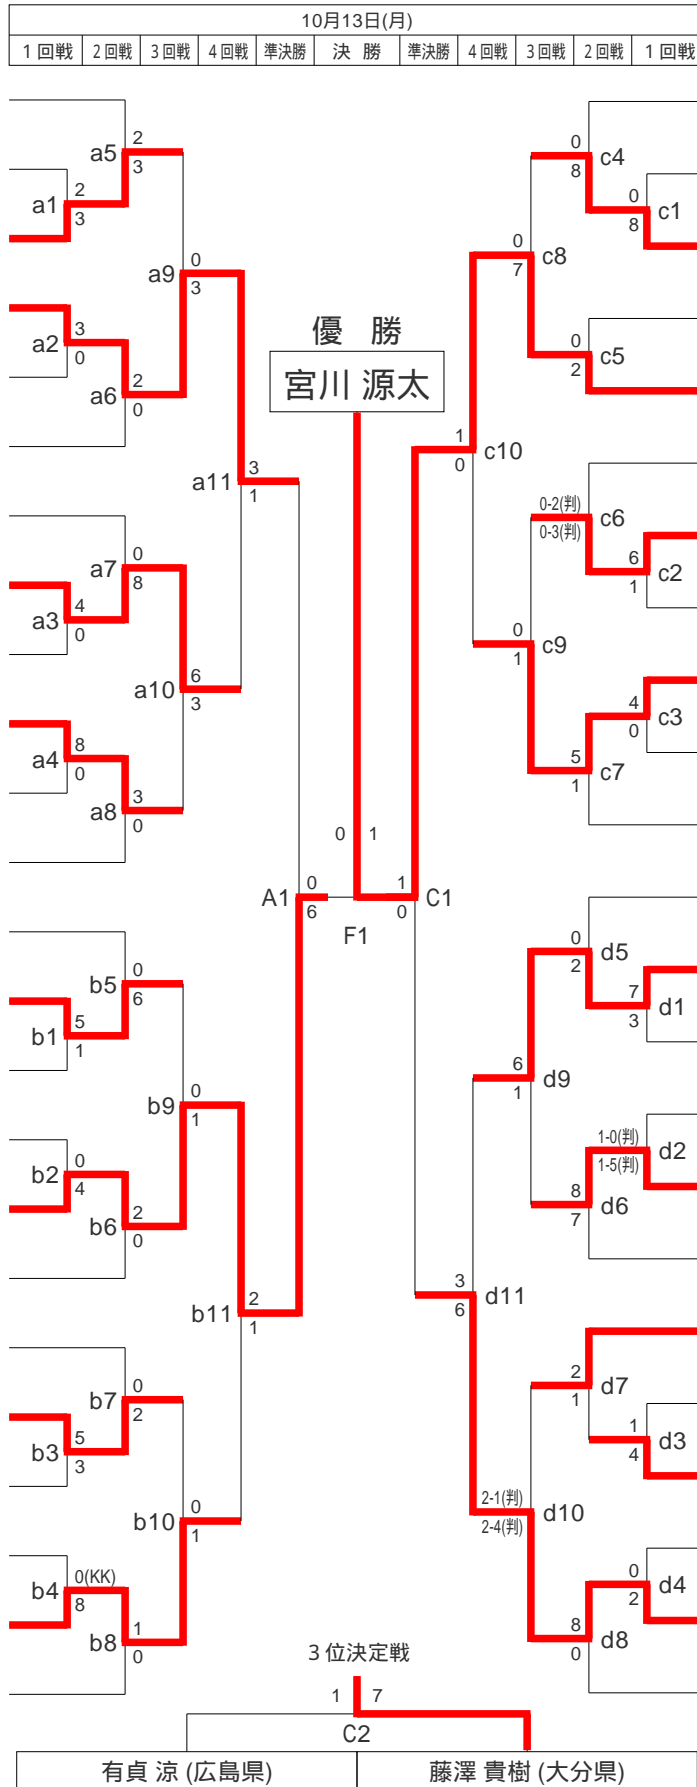 10月13日(月)
1回戦 2回戦 3回戦 4回戦 準決勝 決 勝 準決勝 4回戦 3回戦 2回戦 1回戦
2 0
a5 c4
3 8
2 0
a1 c1
3 8
0 0
a9 c8
3 7
優 勝
3 0
a2 c5
0 2
宮川 源太
2
a6
0
1
c10
0
3
a11
1
0-2(判)
c6
0-3(判)
0 6
a7 c2
8 1
4 0
a3 c9
0 1
6 4
a10 c3
3 0
8 5
a4 c7
0 1
3
a8
0
0 1
0 1
A1 C1
6 0
F1
0 0
b5 d5
6 2
5 7
b1 d1
1 3
0 6
b9 d9
1 1
0 1-0(判)
b2 d2
4 1-5(判)
2 8
b6 d6
0 7
2 3
b11 d11
1 6
0 2
b7 d7
2 1
5 1
b3 d3
3 4
0 2-1(判)
b10 d10
1 2-4(判)
0(KK) 0
b4 d4
8 2
1 8
b8 d8
0 0
3位決定戦
1 7
C2
有貞 涼 (広島県) 藤澤 貴樹 (大分県)